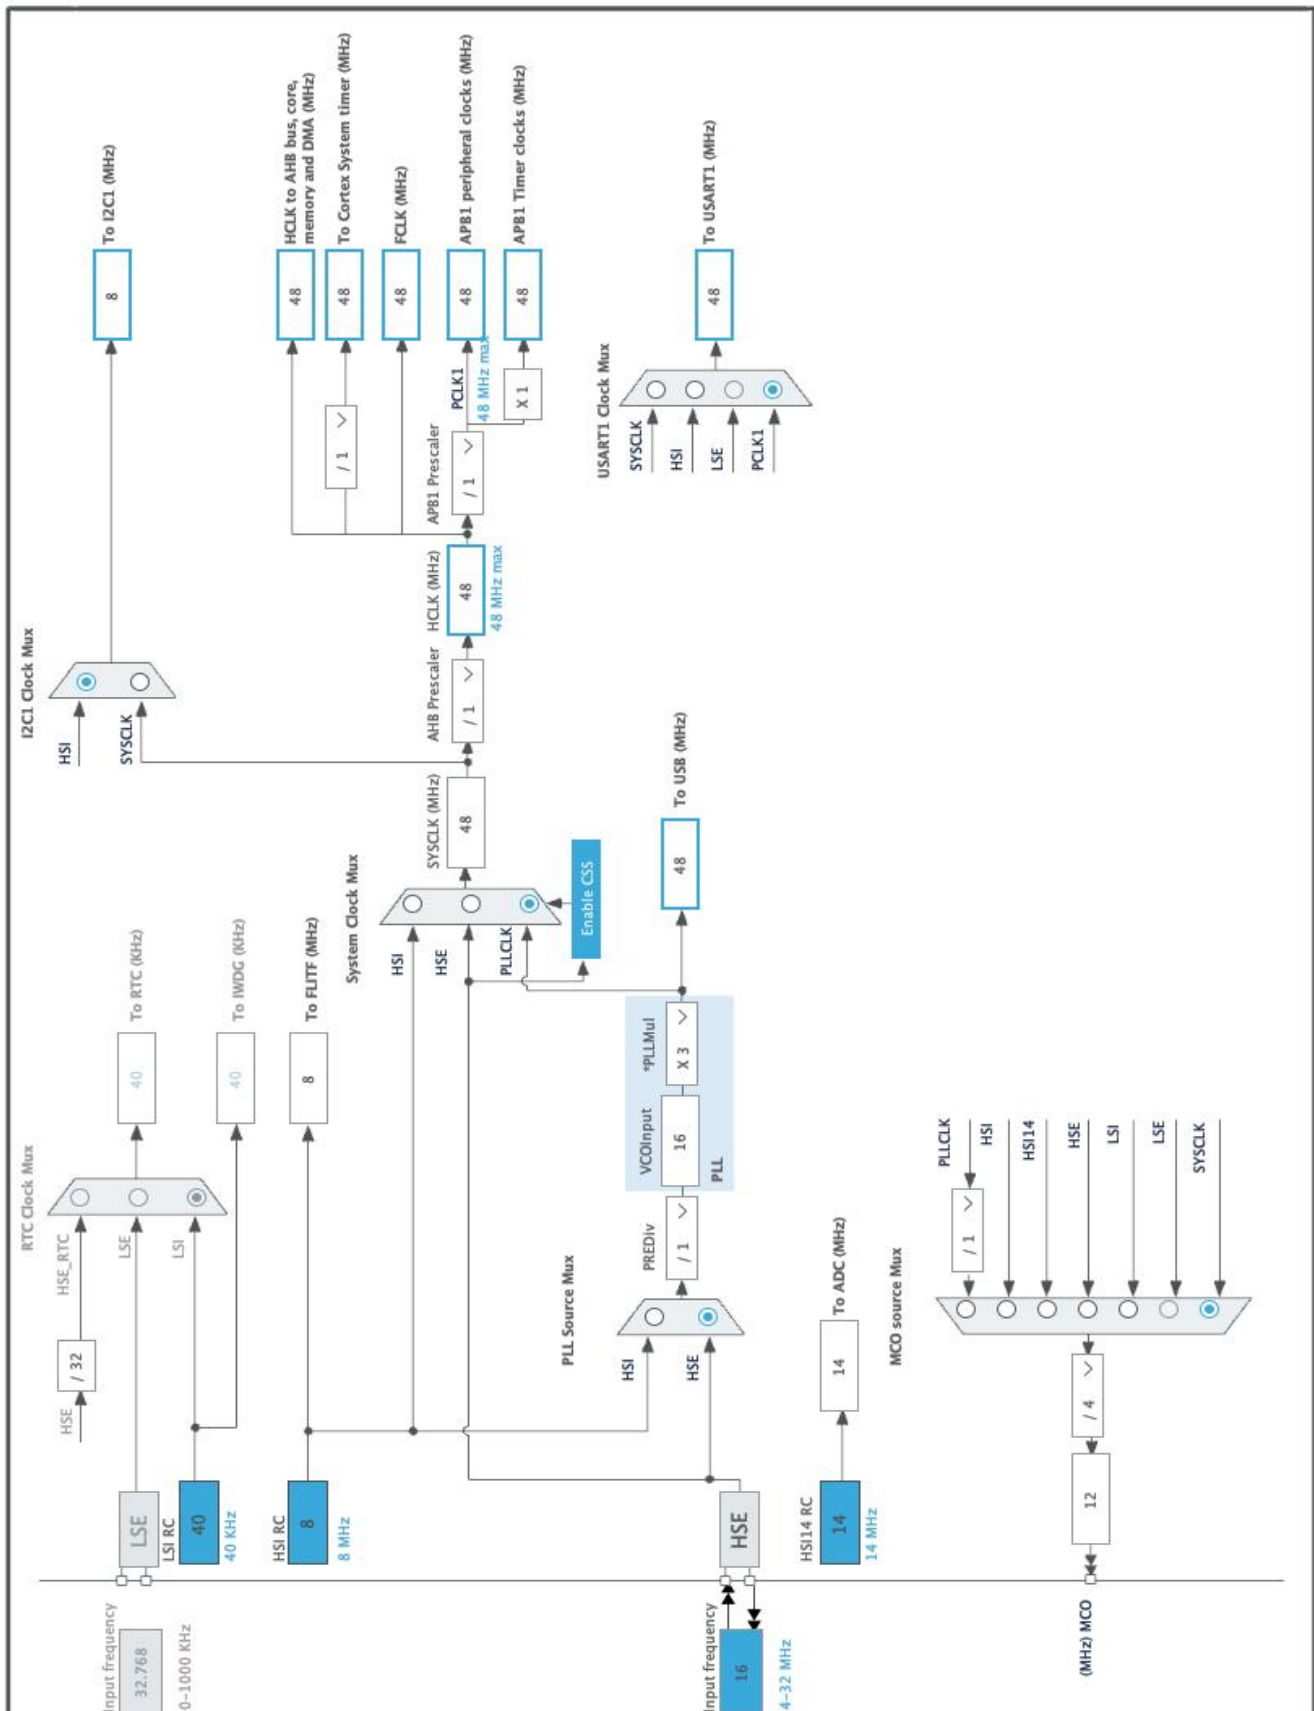 RTC Clock Mux
HSE
/ 32
HSE_RTC
Input frequency
32.768
0-1000 KHz
LSE
LSE
40
To RTC (KHz)
LSI RC
40
40 KHz
LSI
40
To IWDG (KHz)
HSI RC
8
8 MHz
8
To FLITF (MHz)
I2C1 Clock Mux
HSI
SYSCLK
8
To I2C1 (MHz)
System Clock Mux
HSI
HSE
PLLCLK
Enable CSS
SYSCLK (MHz)
48
AHB Prescaler
/ 1
HCLK (MHz)
48
48 MHz max
APB1 Prescaler
/ 1
PCLK1
48 MHz max
X 1
/ 1
48
HCLK to AHB bus, core,
memory and DMA (MHz)
48
To Cortex System timer (MHz)
48
FCLK (MHz)
48
APB1 peripheral clocks (MHz)
48
APB1 Timer clocks (MHz)
PLL Source Mux
HSI
HSE
PREDiv
/ 1
VCOInput
16
*PLLMul
X 3
PLL
48
To USB (MHz)
USART1 Clock Mux
SYSCLK
HSI
LSE
PCLK1
48
To USART1 (MHz)
Input frequency
16
4-32 MHz
HSE
HSI14 RC
14
14 MHz
14
To ADC (MHz)
MCO source Mux
PLLCLK
/ 1
HSI
HSI14
HSE
LSI
LSE
SYSCLK
/ 4
12
(MHz) MCO